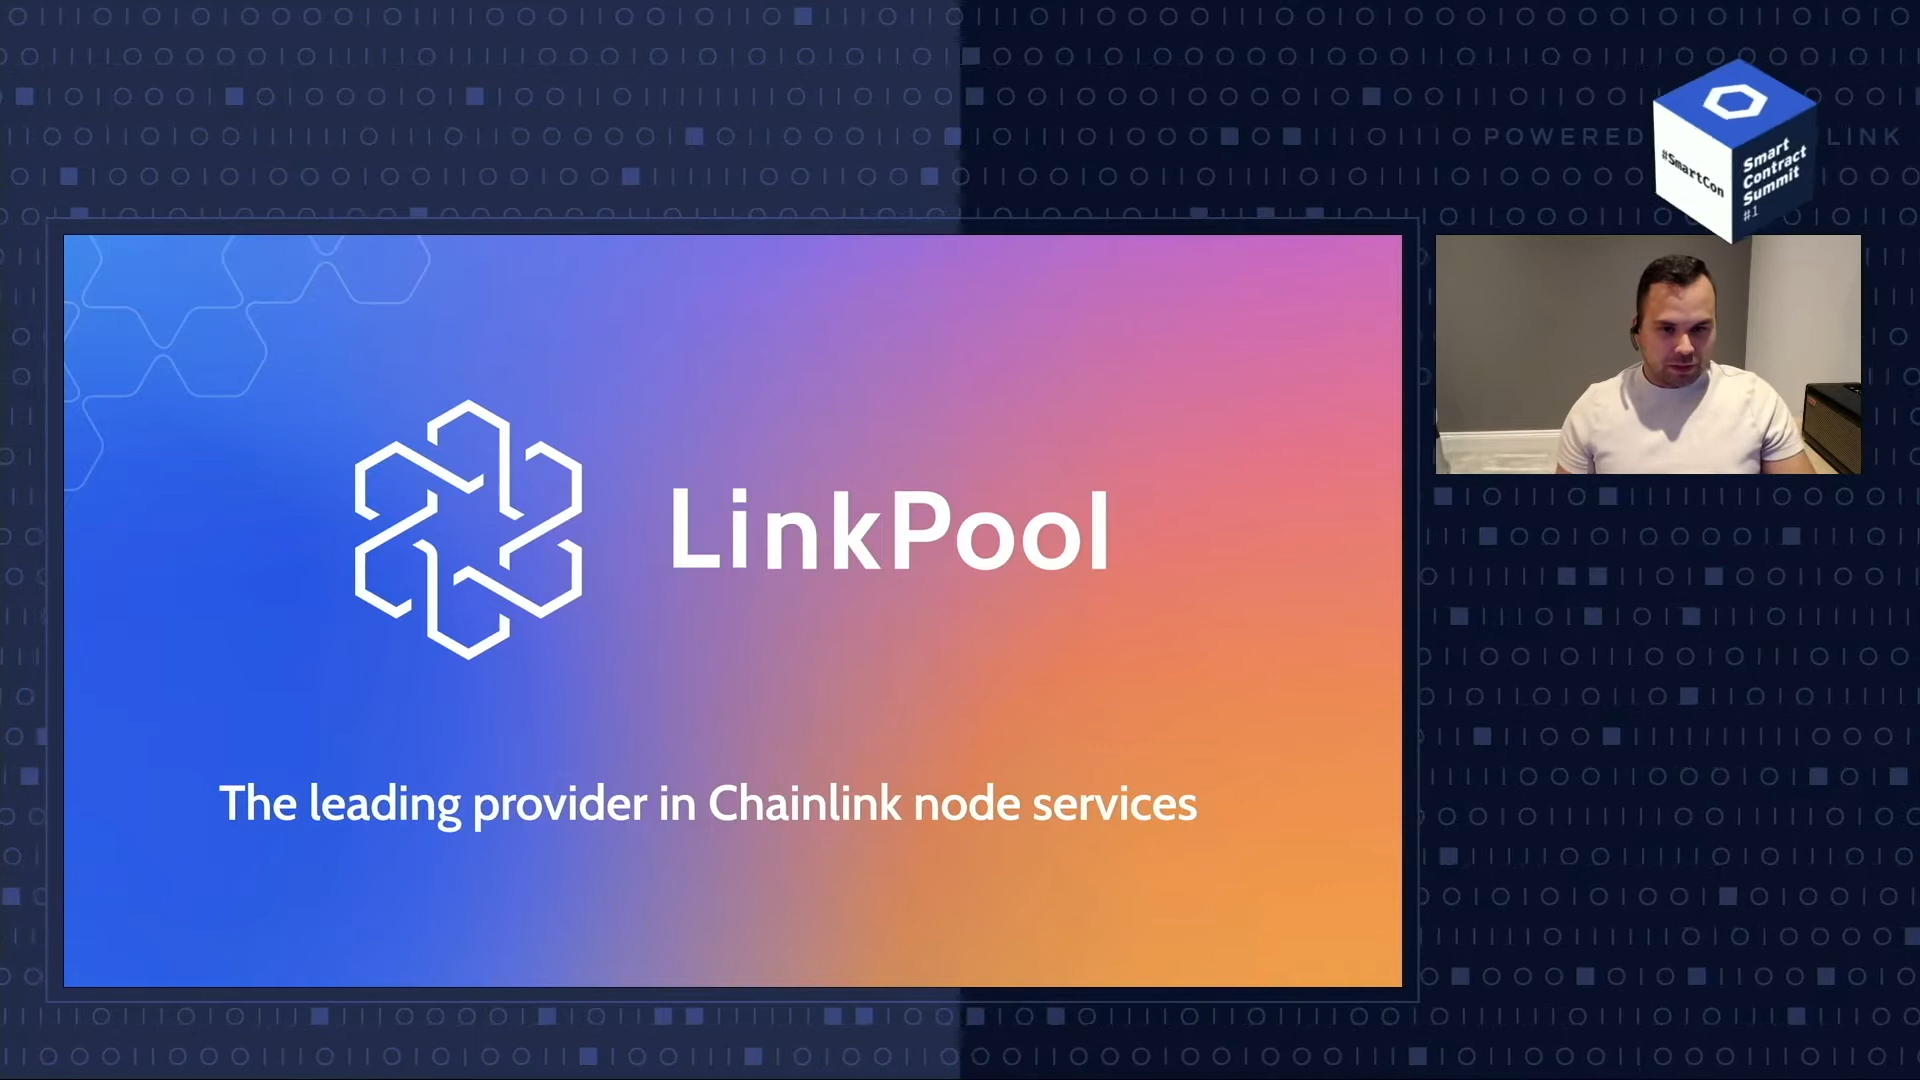 POWERED
LINK
#SmartCon
Smart
Contract
Summit
#1
LinkPool
The leading provider in Chainlink node services